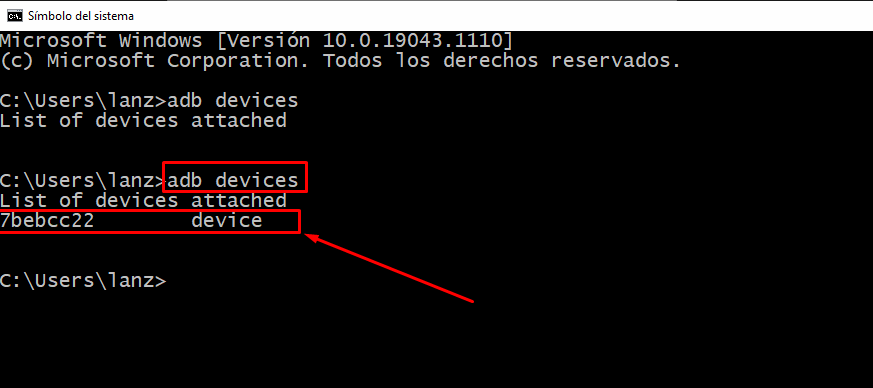 Símbolo del sistema
Microsoft Windows [Versión 10.0.19043.1110]
(c) Microsoft Corporation. Todos los derechos reservados.
C:\Users\lanz>adb devices
List of devices attached
C:\Users\lanz>adb devices
List of devices attached
7bebcc22        device
C:\Users\lanz>